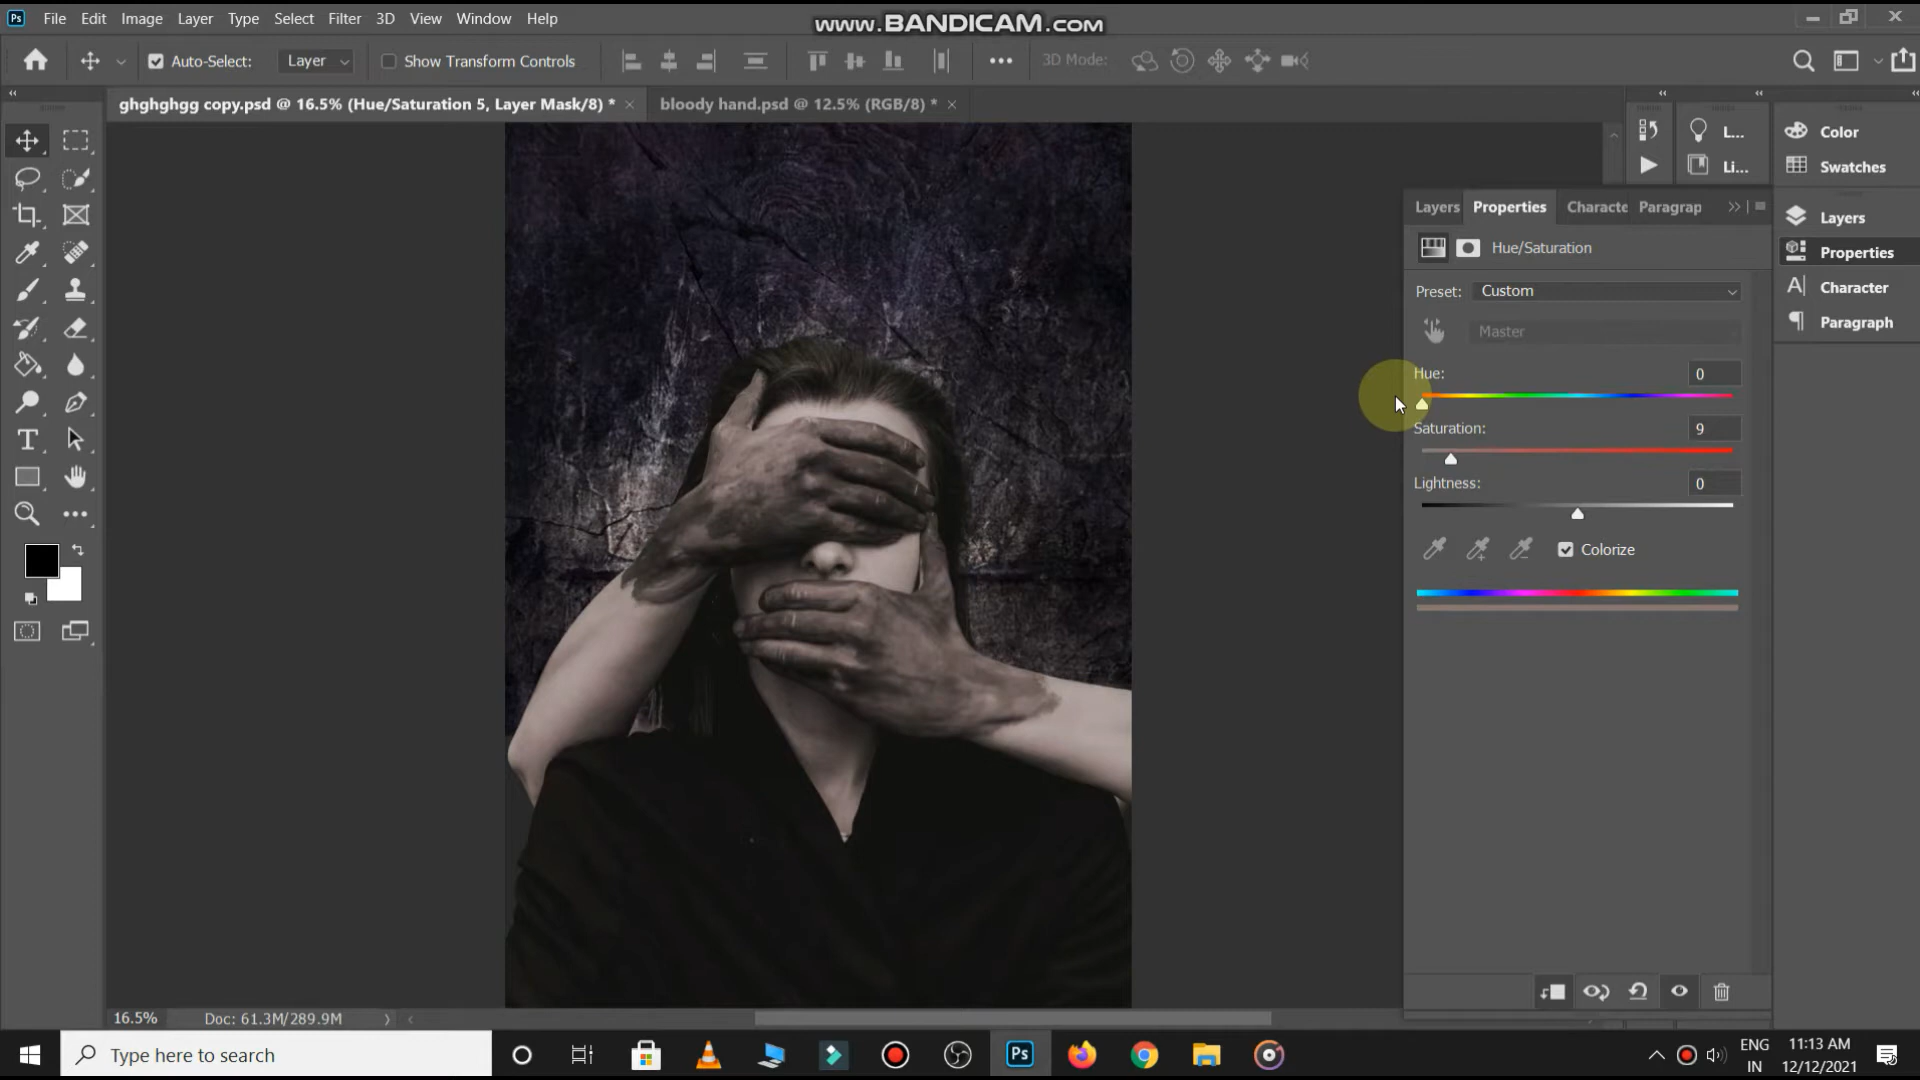 www.BANDICAM.com
Ps File Edit Image Layer Type Select Filter 3D View Window Help
Auto-Select: Layer Show Transform Controls 3D Mode:
ghghghgg copy.psd @ 16.5% (Hue/Saturation 5, Layer Mask/8) * × bloody hand.psd @ 12.5% (RGB/8) * ×
L... Color
Li... Swatches
Layers Properties Characte Paragrap Layers
Hue/Saturation Properties
Preset: Custom Character
Master Paragraph
Hue: 0
Saturation: 9
Lightness: 0
Colorize
16.5% Doc: 61.3M/289.9M
Type here to search Ps ENG 11:13 AM
IN 12/12/2021